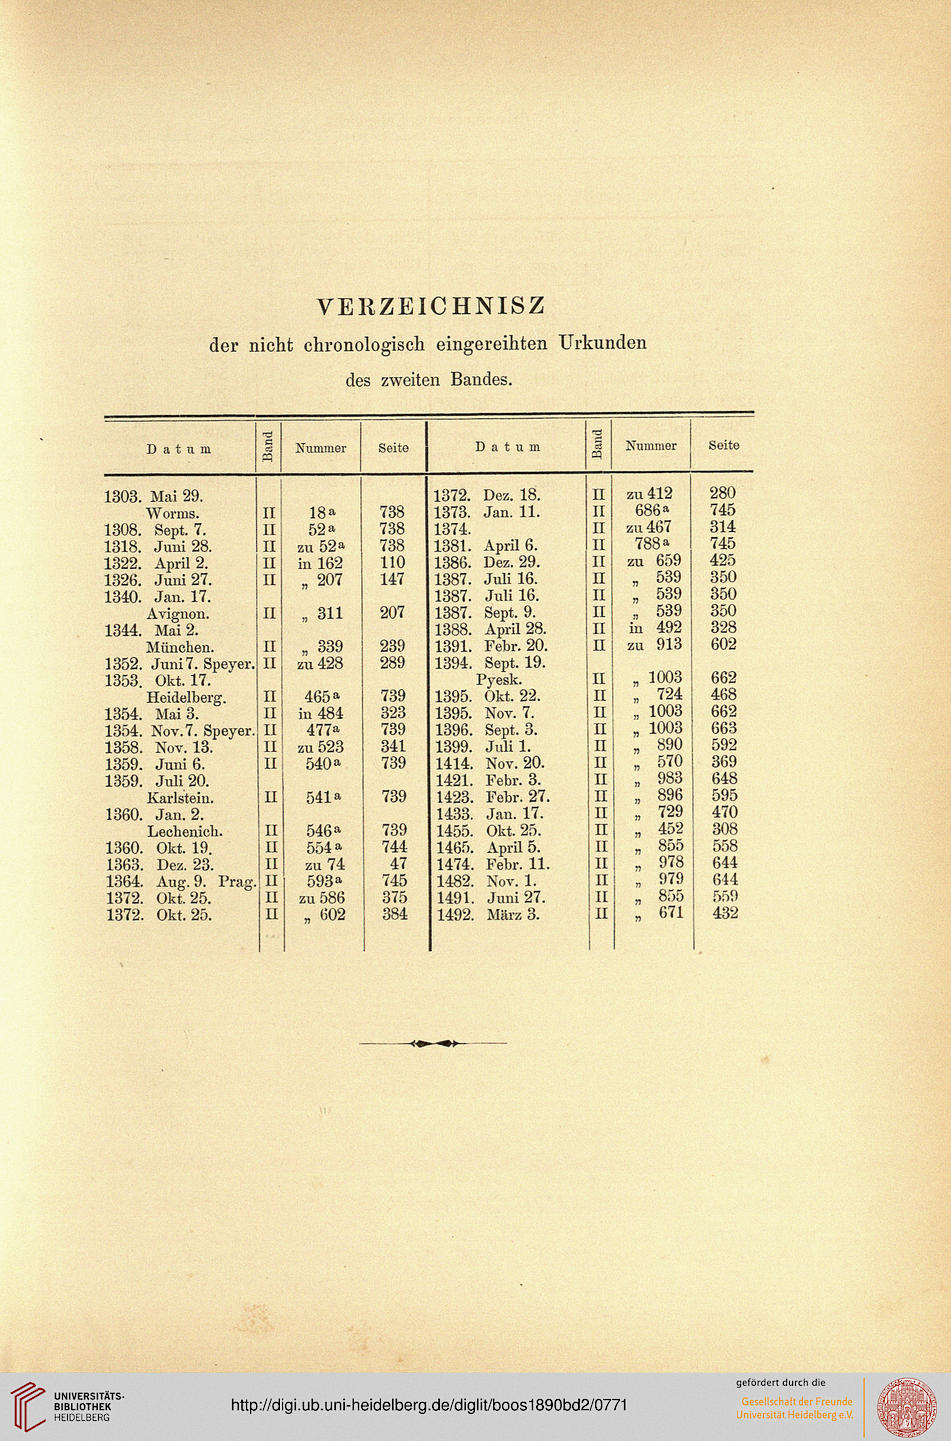 VERZEICHNISZ
der nicht chronologisch eingereihten Urkunden
des zweiten Bandes.
Datum Band Nummer Seite
1303. Mai 29.
Worms. II 18a 738
1308. Sept. 7. II 52a 738
1318. Juni 28. II zu 52a 738
1322. April 2. II in 162 110
1326. Juni 27. II „ 207 147
1340. Jan. 17.
Avignon. II „ 311 207
1344. Mai 2.
München. II „ 339 239
1352. Juni 7. Speyer. II zu 428 289
1353. Okt. 17.
Heidelberg. II 465a 739
1354. Mai 3. II in 484 323
1354. Nov. 7. Speyer. II 477a 739
1358. Nov. 13. II zu 523 341
1359. Juni 6. II 540a 739
1359. Juli 20.
Karlstein. II 541a 739
1360. Jan. 2.
Lechenich. II 546a 739
1360. Okt. 19. II 554a 744
1363. Dez. 23. II zu 74 47
1364. Aug. 9. Prag. II 593a 745
1372. Okt. 25. II zu 586 375
1372. Okt. 25. II „ 602 384
Datum Band Nummer Seite
1372. Dez. 18. II zu 412 280
1373. Jan. 11. II 686a 745
1374. II zu 467 314
1381. April 6. II 788a 745
1386. Dez. 29. II zu 659 425
1387. Juli 16. II „ 539 350
1387. Juli 16. II „ 539 350
1387. Sept. 9. II „ 539 350
1388. April 28. II in 492 328
1391. Febr. 20. II zu 913 602
1394. Sept. 19.
Pyesk. II „ 1003 662
1395. Okt. 22. II „ 724 468
1395. Nov. 7. II „ 1003 662
1396. Sept. 3. II „ 1003 663
1399. Juli 1. II „ 890 592
1414. Nov. 20. II „ 570 369
1421. Febr. 3. II „ 983 648
1423. Febr. 27. II „ 896 595
1433. Jan. 17. II „ 729 470
1455. Okt. 25. II „ 452 308
1465. April 5. II „ 855 558
1474. Febr. 11. II „ 978 644
1482. Nov. 1. II „ 979 644
1491. Juni 27. II „ 855 559
1492. März 3. II „ 671 432
UNIVERSITÄTS-
BIBLIOTHEK
HEIDELBERG
http://digi.ub.uni-heidelberg.de/diglit/boos1890bd2/0771
gefördert durch die
Gesellschaft der Freunde
Universität Heidelberg e.V.